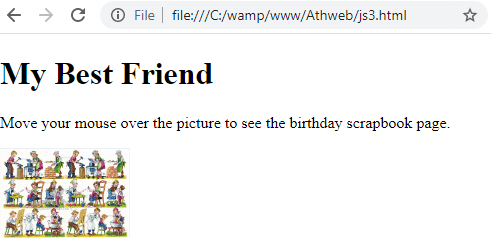 File file:///C:/wamp/www/Athweb/js3.html
My Best Friend
Move your mouse over the picture to see the birthday scrapbook page.